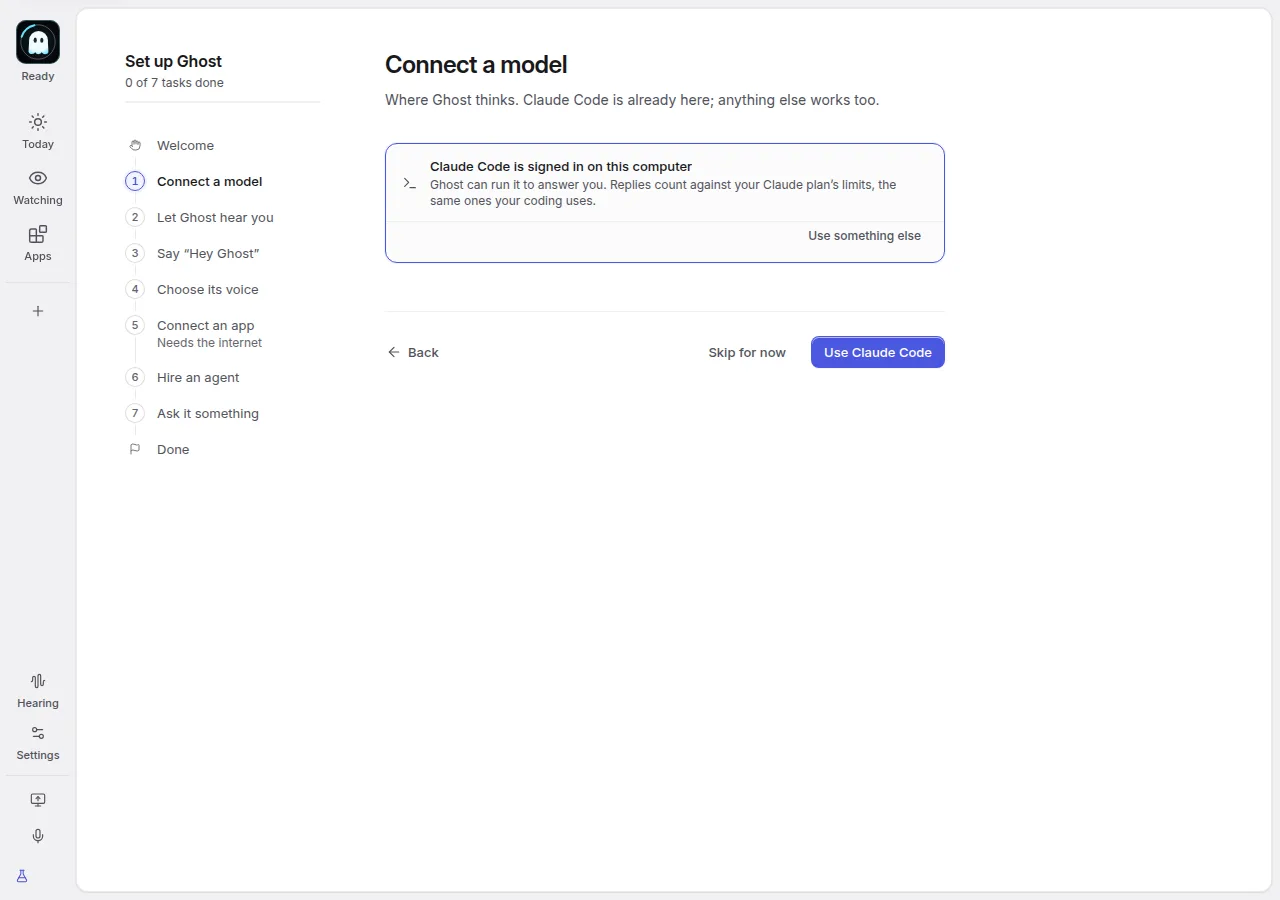 Ready
Today
Watching
Apps
Hearing
Settings
Set up Ghost
0 of 7 tasks done
Welcome
1 Connect a model
2 Let Ghost hear you
3 Say “Hey Ghost”
4 Choose its voice
5 Connect an app
Needs the internet
6 Hire an agent
7 Ask it something
Done
Connect a model
Where Ghost thinks. Claude Code is already here; anything else works too.
Claude Code is signed in on this computer
Ghost can run it to answer you. Replies count against your Claude plan’s limits, the
same ones your coding uses.
Use something else
Back
Skip for now
Use Claude Code